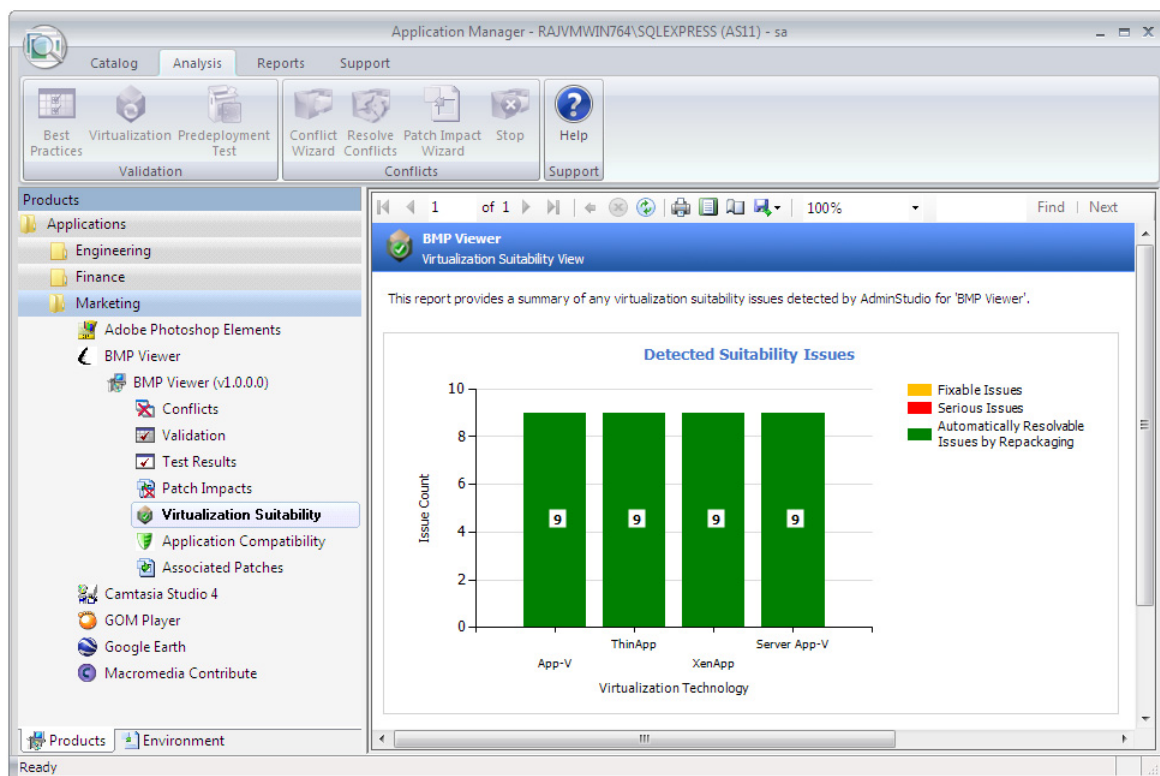 Application Manager - RAJVMWIN764\SQLEXPRESS (AS11) - sa
Catalog Analysis Reports Support
Best Practices
Virtualization
Predeployment Test
Conflict Wizard
Resolve Conflicts
Patch Impact Wizard
Stop
Help
Validation
Conflicts
Support
Products
Applications
Engineering
Finance
Marketing
Adobe Photoshop Elements
BMP Viewer
BMP Viewer (v1.0.0.0)
Conflicts
Validation
Test Results
Patch Impacts
Virtualization Suitability
Application Compatibility
Associated Patches
Camtasia Studio 4
GOM Player
Google Earth
Macromedia Contribute
Products Environment
1 of 1 100% Find | Next
BMP Viewer
Virtualization Suitability View
This report provides a summary of any virtualization suitability issues detected by AdminStudio for 'BMP Viewer'.
Detected Suitability Issues
10
8
6
4
2
0
Issue Count
9 9 9 9
App-V
ThinApp
XenApp
Server App-V
Virtualization Technology
Fixable Issues
Serious Issues
Automatically Resolvable
Issues by Repackaging
Ready